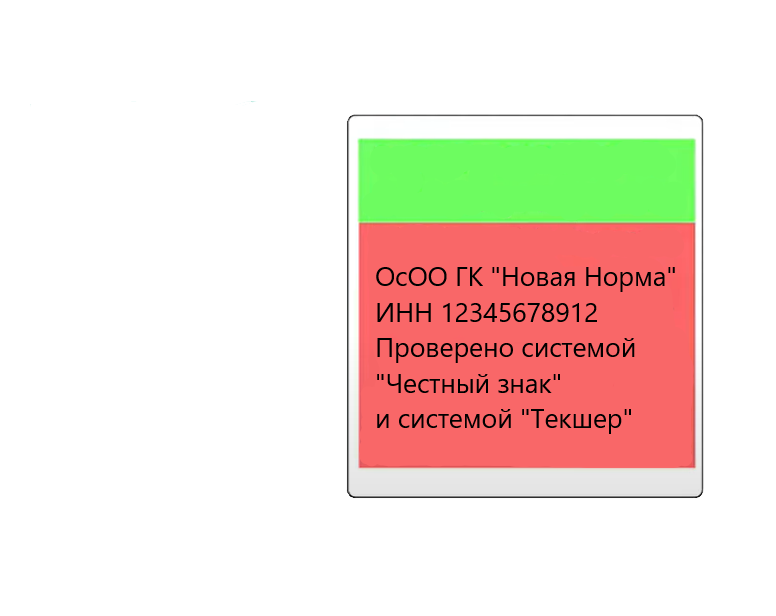 ОсОО ГК "Новая Норма"
ИНН 12345678912
Проверено системой
"Честный знак"
и системой "Текшер"